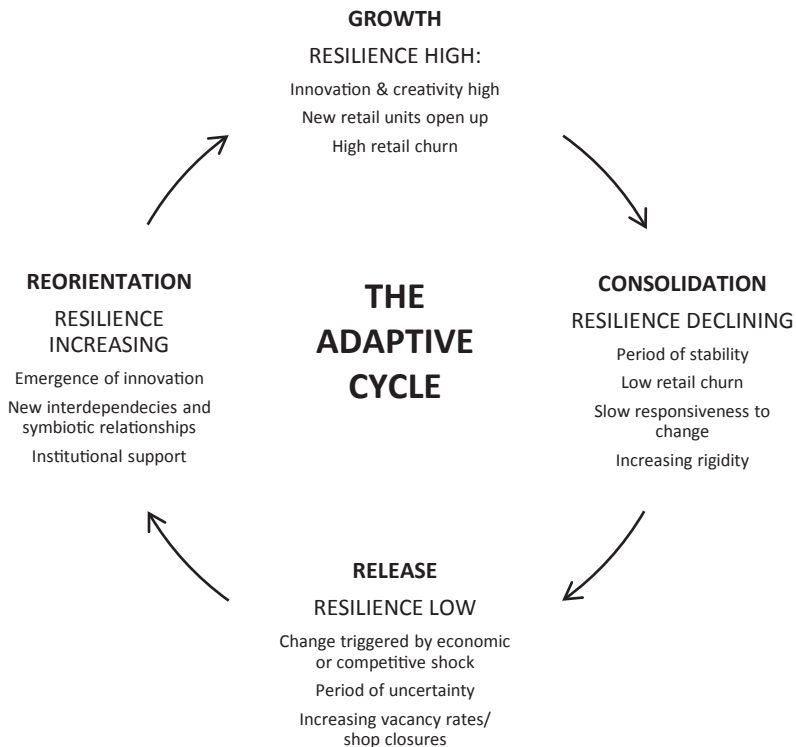 GROWTH
RESILIENCE HIGH:
Innovation & creativity high
New retail units open up
High retail churn
REORIENTATION
RESILIENCE
INCREASING
Emergence of innovation
New interdependecies and
symbiotic relationships
Institutional support
THE
ADAPTIVE
CYCLE
CONSOLIDATION
RESILIENCE DECLINING
Period of stability
Low retail churn
Slow responsiveness to
change
Increasing rigidity
RELEASE
RESILIENCE LOW
Change triggered by economic
or competitive shock
Period of uncertainty
Increasing vacancy rates/
shop closures